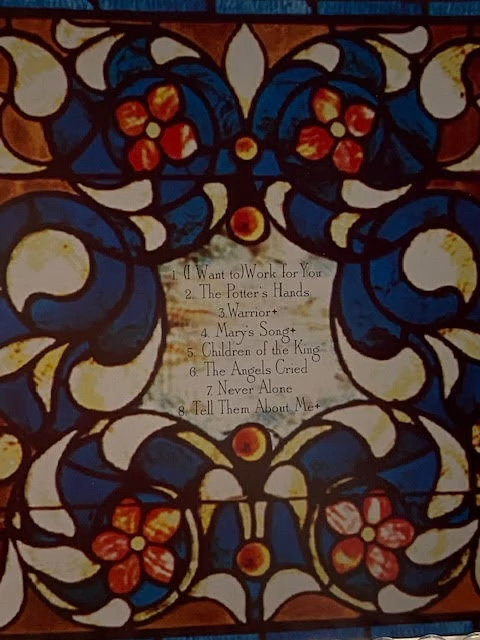 1. (I Want to)Work for You
2. The Potter's Hands
3.Warrior+
4. Mary's Song+
5. Children of the King
6. The Angels Cried
7. Never Alone
8. Tell Them About Me+